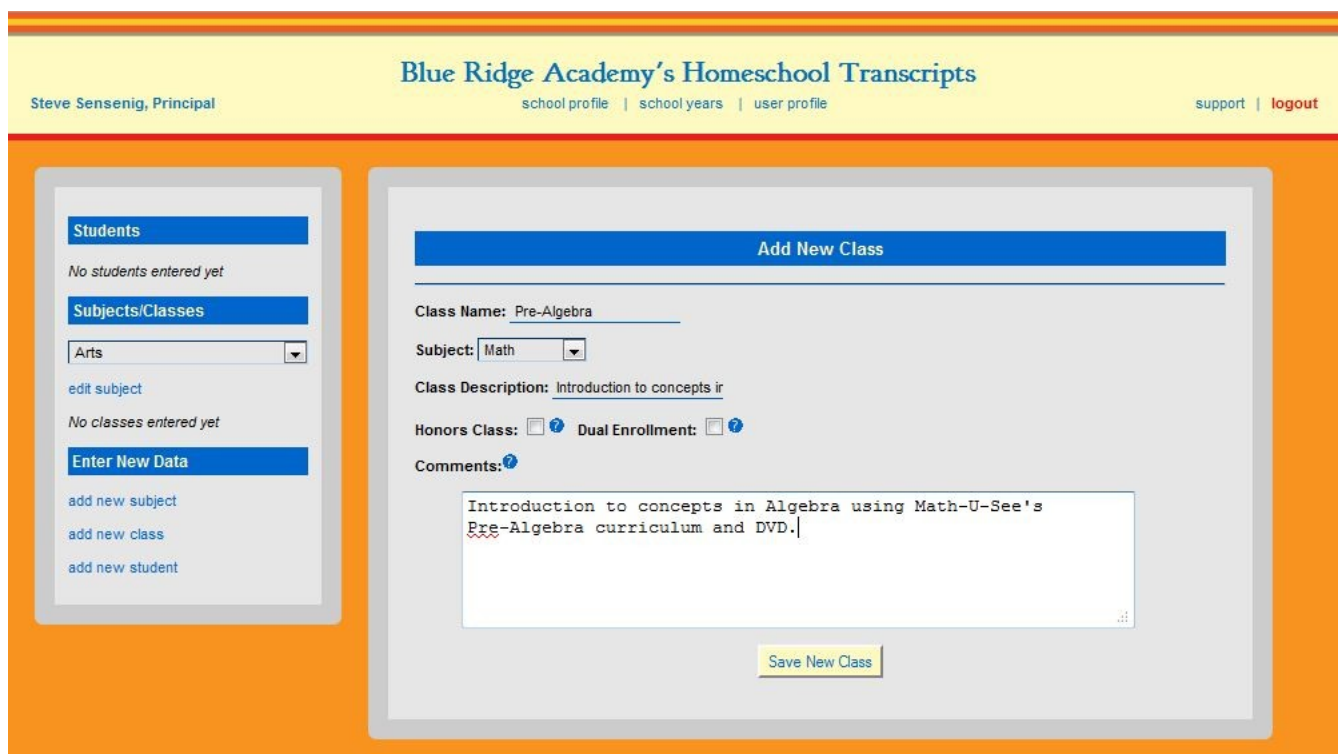 Blue Ridge Academy's Homeschool Transcripts
Steve Sensenig, Principal
school profile | school years | user profile
support | logout
Students
No students entered yet
Subjects/Classes
Arts
edit subject
No classes entered yet
Enter New Data
add new subject
add new class
add new student
Add New Class
Class Name: Pre-Algebra
Subject: Math
Class Description: Introduction to concepts ir
Honors Class: ? Dual Enrollment: ?
Comments:?
Introduction to concepts in Algebra using Math-U-See's
Pre-Algebra curriculum and DVD.
Save New Class